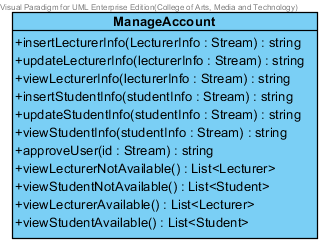 Visual Paradigm for UML Enterprise Edition(College of Arts, Media and Technology)
ManageAccount
+insertLecturerInfo(LecturerInfo : Stream) : string
+updateLecturerInfo(lecturerInfo : Stream) : string
+viewLecturerInfo(lecturerInfo : Stream) : string
+insertStudentInfo(studentInfo : Stream) : string
+updateStudentInfo(studentInfo : Stream) : string
+viewStudentInfo(studentInfo : Stream) : string
+approveUser(id : Stream) : string
+viewLecturerNotAvailable() : List<Lecturer>
+viewStudentNotAvailable() : List<Student>
+viewLecturerAvailable() : List<Lecturer>
+viewStudentAvailable() : List<Student>